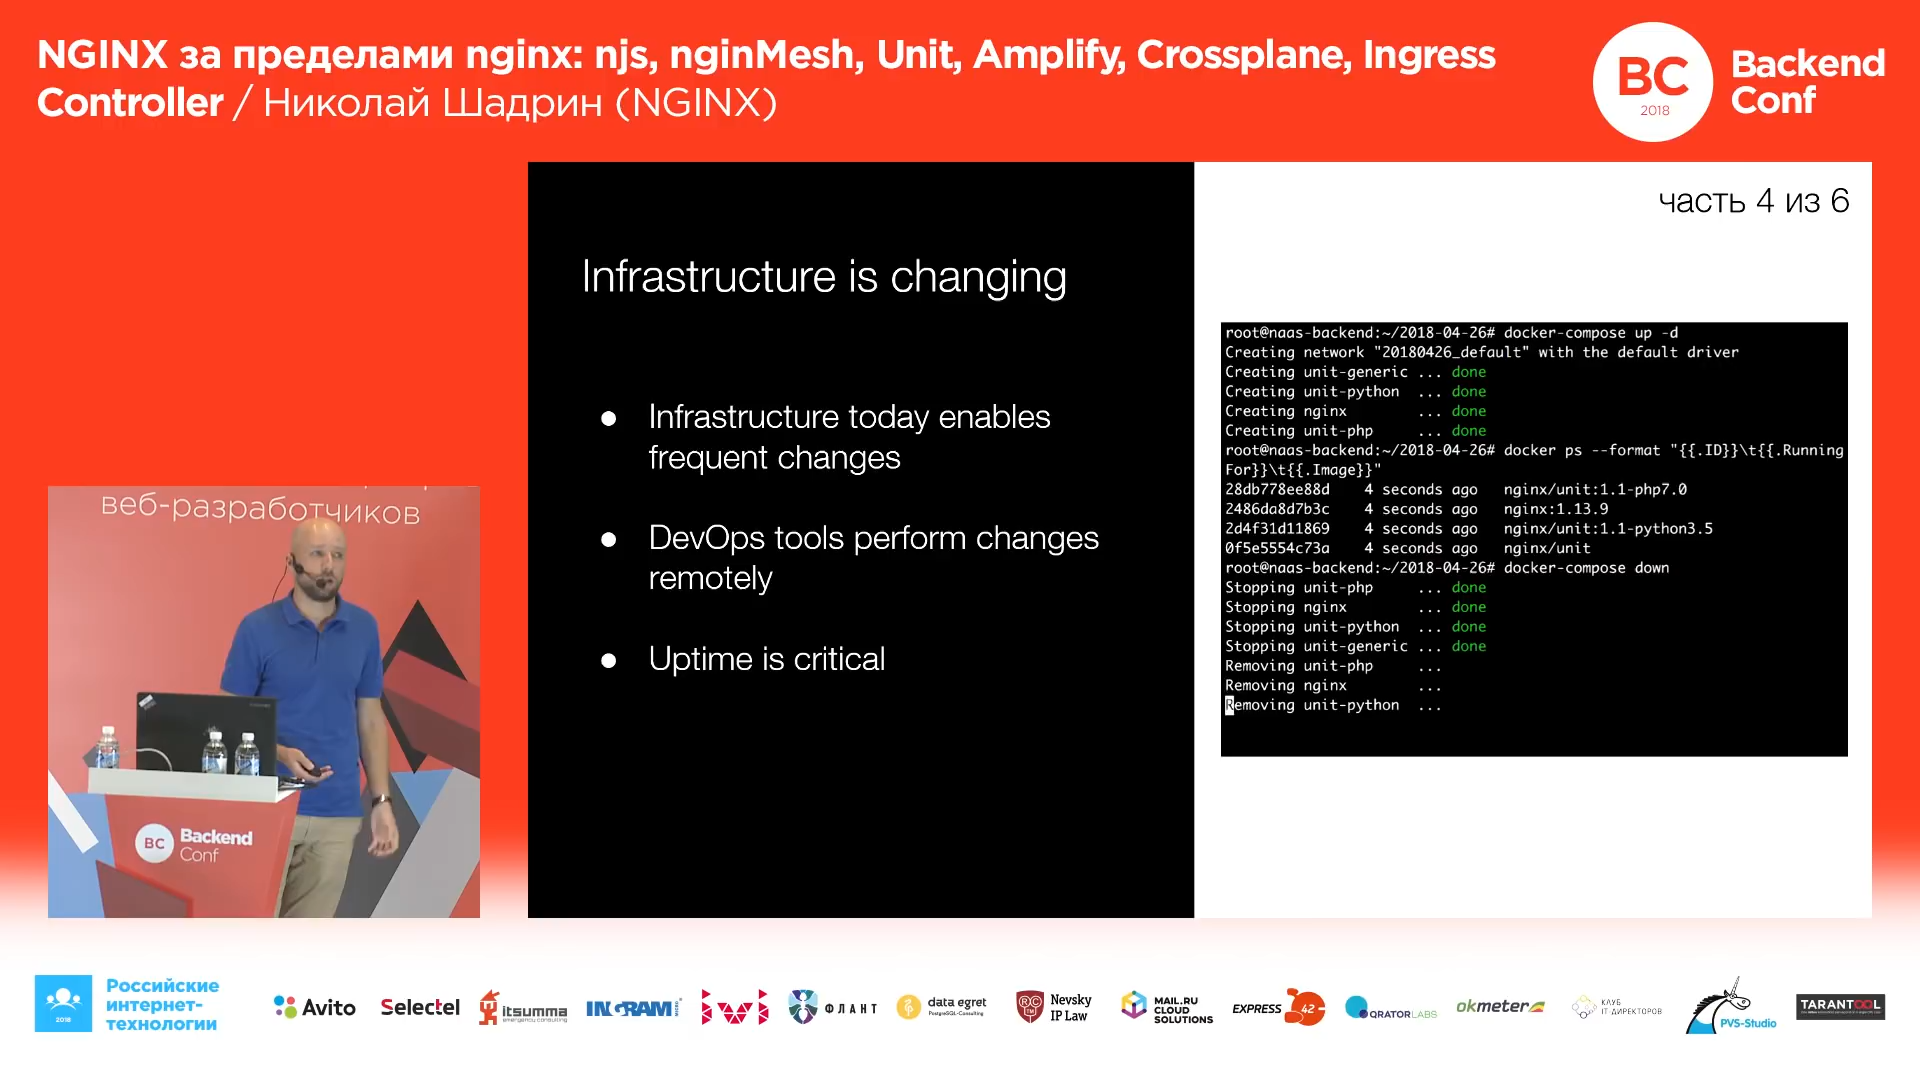 NGINX за пределами nginx: njs, nginMesh, Unit, Amplify, Crossplane, Ingress
Controller / Николай Шадрин (NGINX)
BC
2018
Backend
Conf
часть 4 из 6
Infrastructure is changing
● Infrastructure today enables
frequent changes
● DevOps tools perform changes
remotely
● Uptime is critical
root@naas-backend:~/2018-04-26# docker-compose up -d
Creating network "20180426_default" with the default driver
Creating unit-generic ... done
Creating unit-python ... done
Creating nginx ... done
Creating unit-php ... done
root@naas-backend:~/2018-04-26# docker ps --format "{{.ID}}\t{{.Running
For}}\t{{.Image}}"
28db778ee88d 4 seconds ago nginx/unit:1.1-php7.0
2486da8d7b3c 4 seconds ago nginx:1.13.9
2d4f31d11869 4 seconds ago nginx/unit:1.1-python3.5
0f5e5554c73a 4 seconds ago nginx/unit
root@naas-backend:~/2018-04-26# docker-compose down
Stopping unit-php ... done
Stopping nginx ... done
Stopping unit-python ... done
Stopping unit-generic ... done
Removing unit-php ...
Removing nginx ...
Removing unit-python ...
веб-разработчиков
BC
Backend
Conf
2018
Российские
интернет-
технологии
Avito
Selectel
itsumma
emergency consulting
INGRAM
MICRO
ФЛАНТ
data egret
PostgreSQL-Consulting
Nevsky
IP Law
MAIL.RU
CLOUD
SOLUTIONS
EXPRESS 42
QRATOR LABS
okmeter
КЛУБ
IT ДИРЕКТОРОВ
PVS-Studio
TARANTOOL